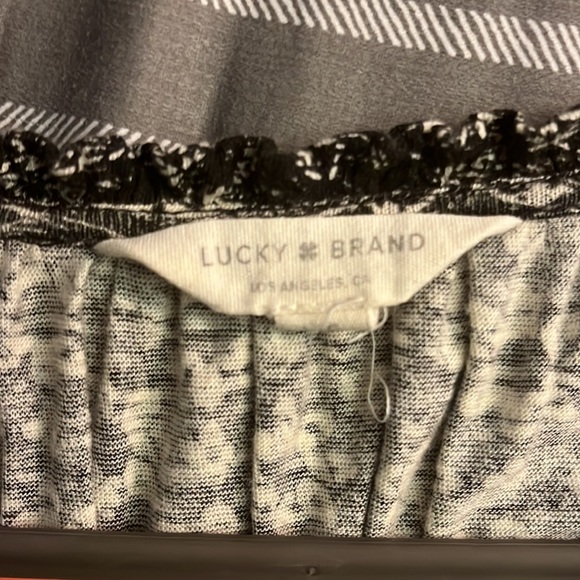 LUCKY BRAND
LOS ANGELES, CA